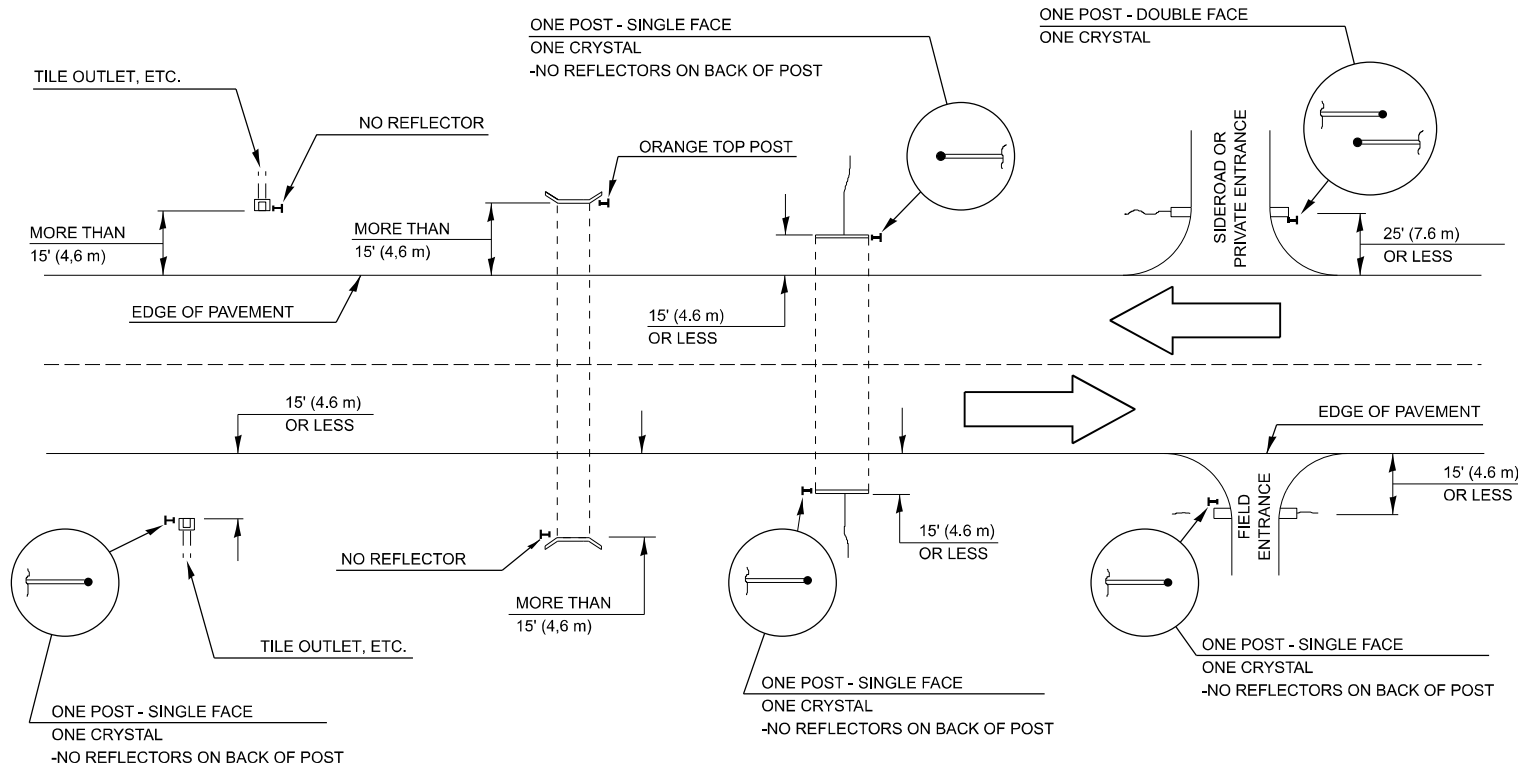 ONE POST - SINGLE FACE
ONE CRYSTAL
-NO REFLECTORS ON BACK OF POST
ONE POST - DOUBLE FACE
ONE CRYSTAL
TILE OUTLET, ETC.
NO REFLECTOR
ORANGE TOP POST
SIDEROAD OR
PRIVATE ENTRANCE
MORE THAN
15' (4,6 m)
MORE THAN
15' (4,6 m)
25' (7.6 m)
OR LESS
EDGE OF PAVEMENT
15' (4.6 m)
OR LESS
15' (4.6 m)
OR LESS
EDGE OF PAVEMENT
15' (4.6 m)
OR LESS
FIELD
ENTRANCE
15' (4.6 m)
OR LESS
NO REFLECTOR
MORE THAN
15' (4,6 m)
TILE OUTLET, ETC.
ONE POST - SINGLE FACE
ONE CRYSTAL
-NO REFLECTORS ON BACK OF POST
ONE POST - SINGLE FACE
ONE CRYSTAL
-NO REFLECTORS ON BACK OF POST
ONE POST - SINGLE FACE
ONE CRYSTAL
-NO REFLECTORS ON BACK OF POST